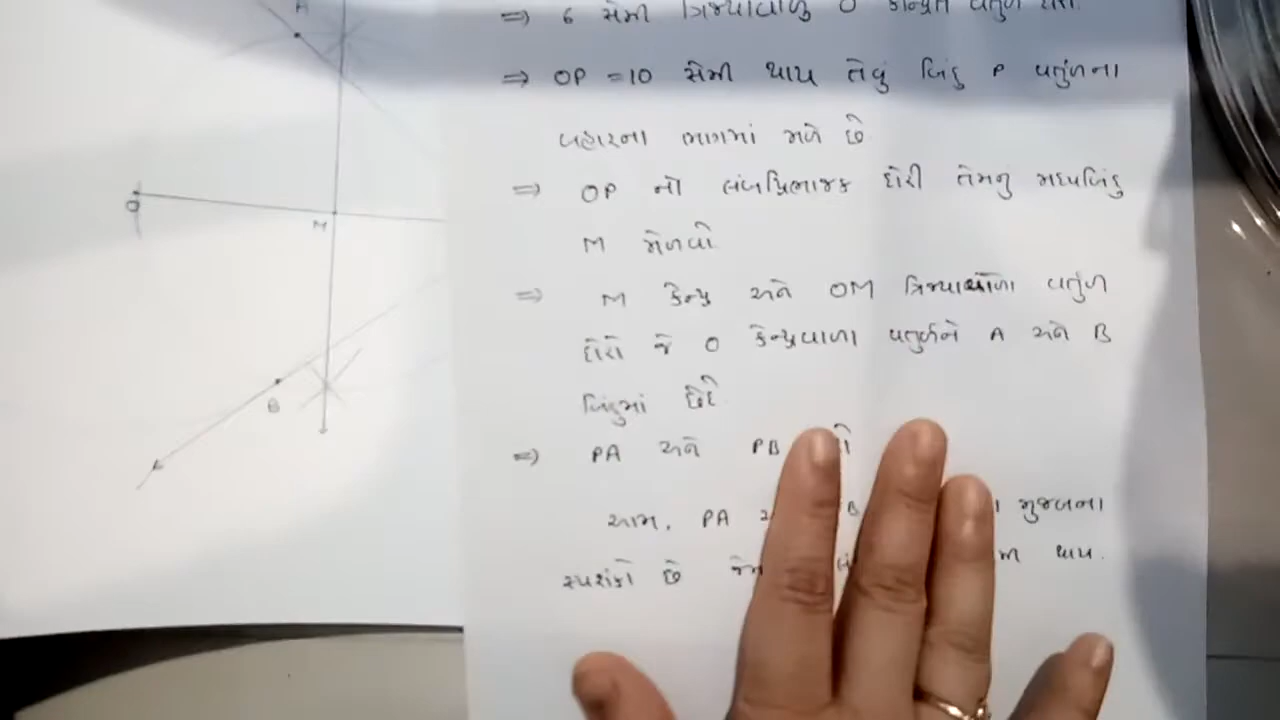 A
O
M
B
⇒ 6 સેમી ત્રિજ્યાવાળુ O કેન્દ્રિત વર્તુળ દોરો.
⇒ OP = 10 સેમી થાય તેવું બિંદુ P વર્તુળના
બહારના ભાગમાં મળે છે
⇒ OP નો લંબદ્વિભાજક દોરી તેમનુ મધ્યબિંદુ
M મેળવો.
⇒ M કેન્દ્ર અને OM ત્રિજ્યાવાળા વર્તુળ
દોરો જે O કેન્દ્રવાળા વર્તુળને A અને B
બિંદુમાં છેદે.
⇒ PA અને PB
આમ, PA મુજબના
સ્પર્શકો છે થાય.